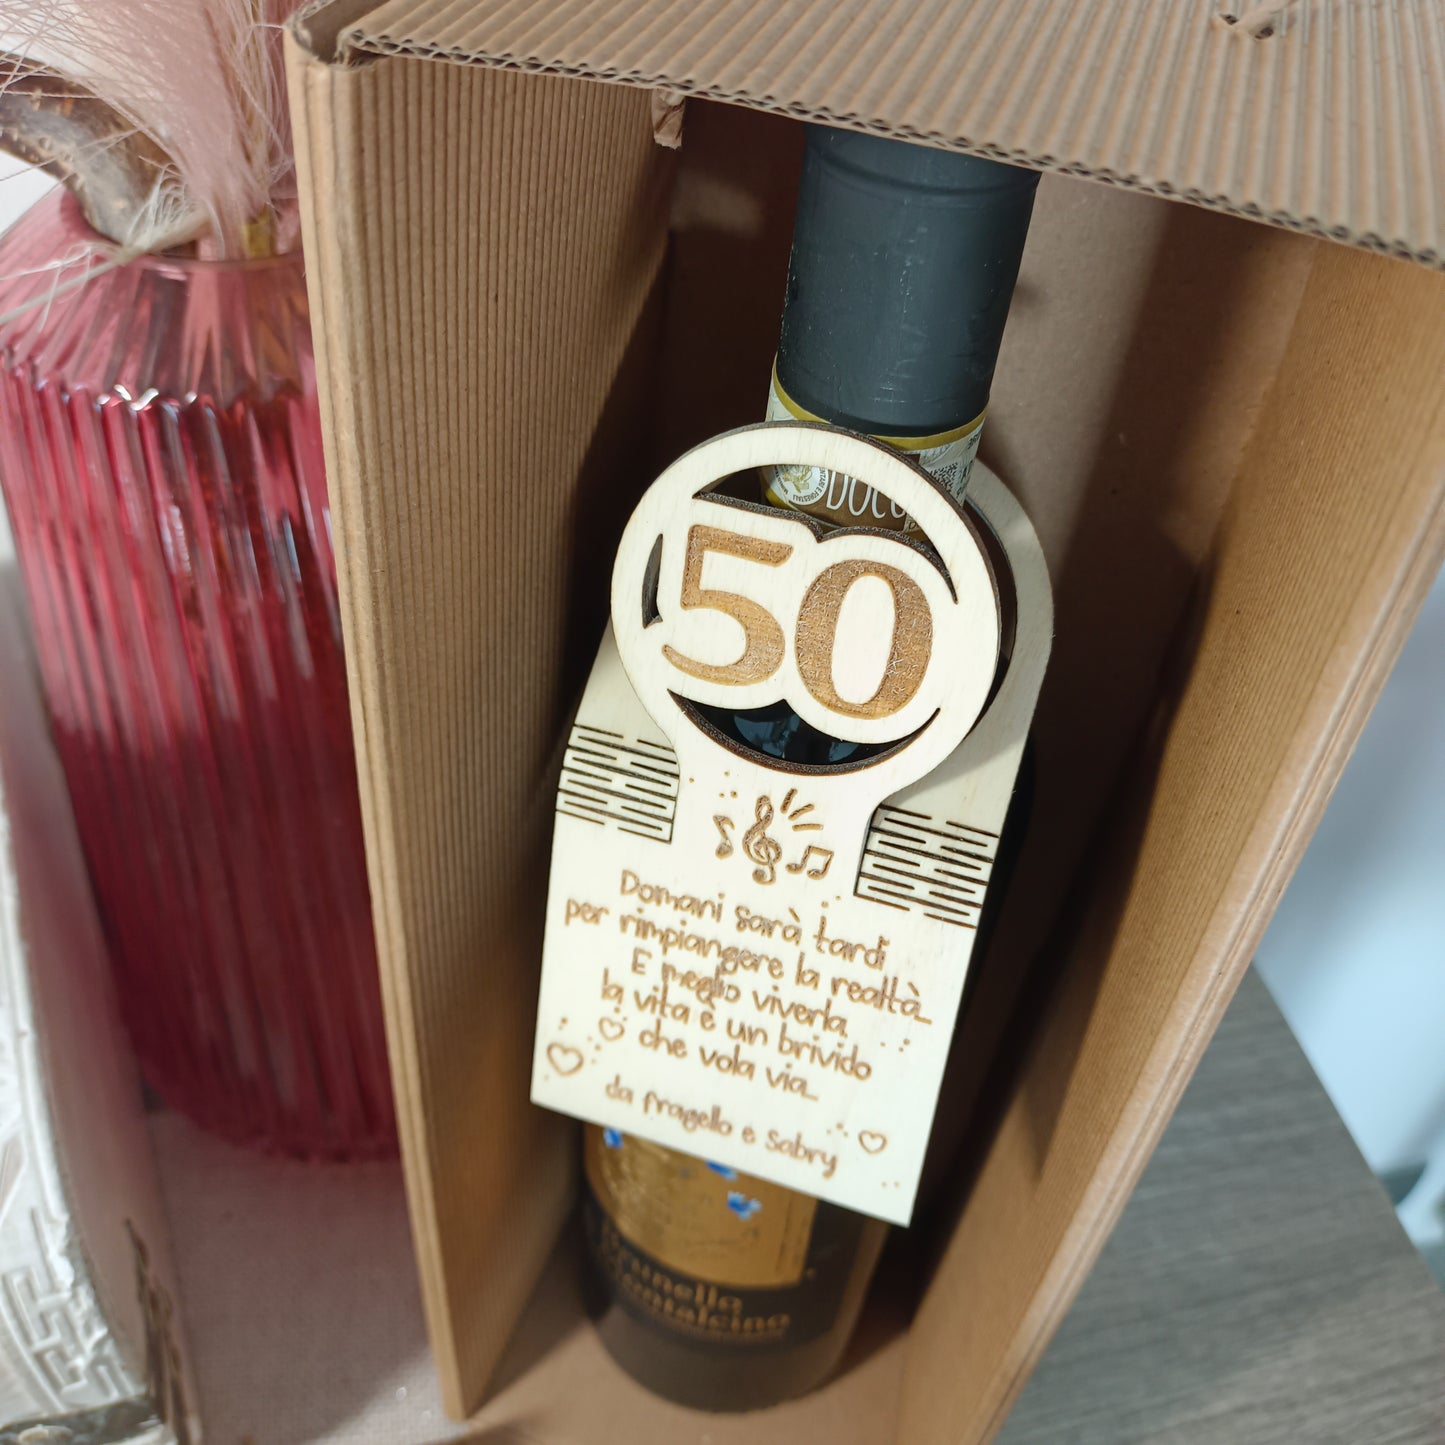 DOCG
50
Domani sarà tardi
per rimpiangere la realtà...
E meglio viverla
la vita è un brivido
che vola via...
da fragello e Sabry
Brunello
Montalcino